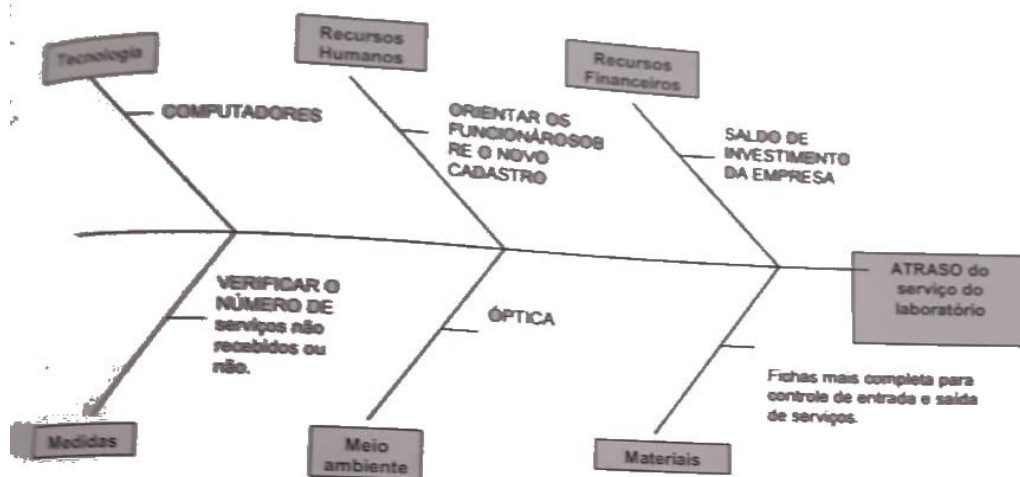 Tecnologia
Recursos
Humanos
Recursos
Financeiros
COMPUTADORES
ORIENTAR OS
FUNCIONÁROSOB
RE O NOVO
CADASTRO
SALDO DE
INVESTIMENTO
DA EMPRESA
ATRASO do
serviço do
laboratório
VERIFICAR O
NÚMERO DE
serviços não
recebidos ou
não.
ÓPTICA
Fichas mais completa para
controle de entrada e saída
de serviços.
Medidas
Meio
ambiente
Materiais